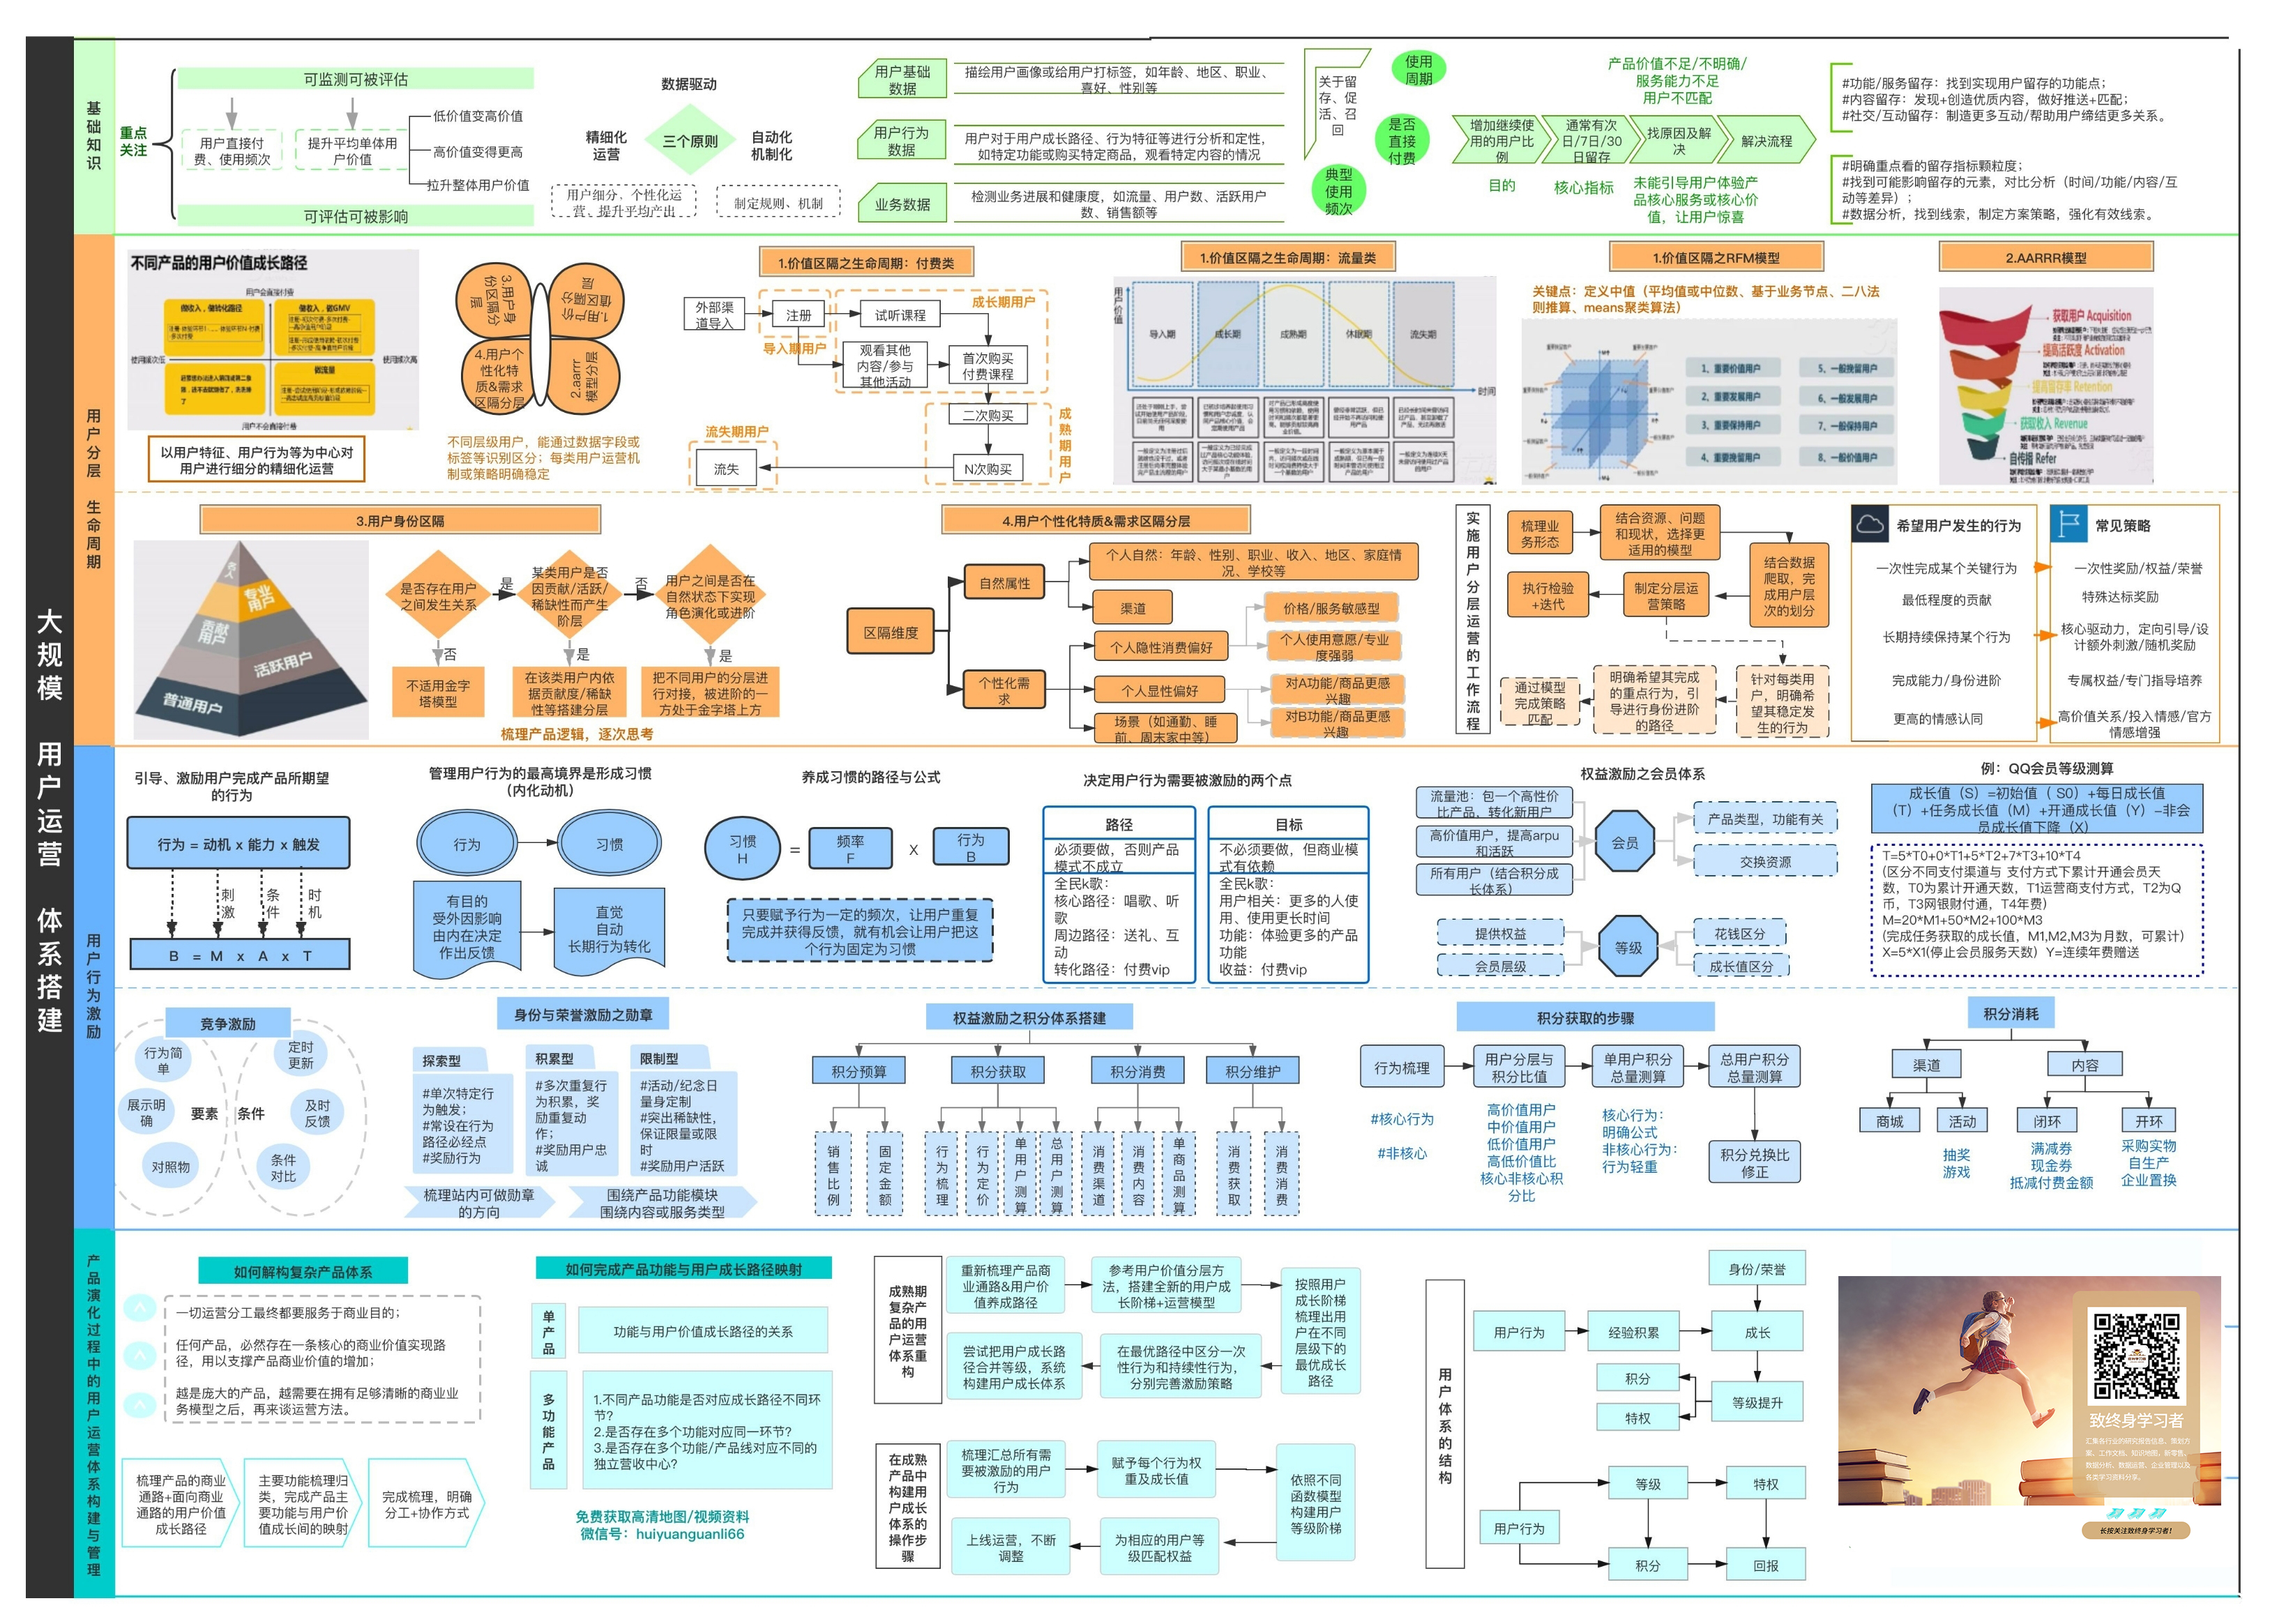 大规模 用户运营 体系搭建
基础知识
重点
关注
可监测可被评估
用户直接付
费、使用频次
提升平均单体用
户价值
低价值变高价值
高价值变得更高
拉升整体用户价值
可评估可被影响
数据驱动
精细化
运营
三个原则
自动化
机制化
用户细分，个性化运
营、提升平均产出
制定规则、机制
用户基础
数据
描绘用户画像或给用户打标签，如年龄、地区、职业、
喜好、性别等
用户行为
数据
用户对于用户成长路径、行为特征等进行分析和定性，
如特定功能或购买特定商品，观看特定内容的情况
业务数据
检测业务进展和健康度，如流量、用户数、活跃用户
数、销售额等
关于留
存、促
活、召
回
使用
周期
是否
直接
付费
典型
使用
频次
产品价值不足/不明确/
服务能力不足
用户不匹配
增加继续使
用的用户比
例
通常有次
日/7日/30
日留存
找原因及解
决
解决流程
目的
核心指标
未能引导用户体验产
品核心服务或核心价
值，让用户惊喜
#功能/服务留存：找到实现用户留存的功能点；
#内容留存：发现+创造优质内容，做好推送+匹配；
#社交/互动留存：制造更多互动/帮助用户缔结更多关系。
#明确重点看的留存指标颗粒度；
#找到可能影响留存的元素，对比分析（时间/功能/内容/互
动等差异）；
#数据分析，找到线索，制定方案策略，强化有效线索。
用户分层 生命周期
不同产品的用户价值成长路径
用户会直接付费
做收入，做转化路径
做收入，做GMV
使用频次低
使用频次高
做流量
用户不会直接付费
以用户特征、用户行为等为中心对
用户进行细分的精细化运营
3.用户身
份区隔分
层
1.用户价
值区隔分
层
4.用户个
性化特
质&需求
区隔分层
2.aarrr
模型分层
不同层级用户，能通过数据字段或
标签等识别区分；每类用户运营机
制或策略明确稳定
1.价值区隔之生命周期：付费类
外部渠
道导入
注册
试听课程
成长期用户
导入期用户
观看其他
内容/参与
其他活动
首次购买
付费课程
二次购买
成熟期用户
流失期用户
流失
N次购买
1.价值区隔之生命周期：流量类
用户价值
导入期
成长期
成熟期
休眠期
流失期
时间
1.价值区隔之RFM模型
关键点：定义中值（平均值或中位数、基于业务节点、二八法
则推算、means聚类算法）
1、重要价值用户
5、一般挽留用户
2、重要发展用户
6、一般发展用户
3、重要保持用户
7、一般保持用户
4、重要挽留用户
8、一般价值用户
2.AARRR模型
获取用户 Acquisition
提高活跃度 Activation
提高留存率 Retention
获取收入 Revenue
自传播 Refer
3.用户身份区隔
名人
专业
用户
贡献
用户
活跃用户
普通用户
是否存在用户
之间发生关系
是
某类用户是否
因贡献/活跃/
稀缺性而产生
阶层
否
用户之间是否在
自然状态下实现
角色演化或进阶
否
是
是
不适用金字
塔模型
在该类用户内依
据贡献度/稀缺
性等搭建分层
把不同用户的分层进
行对接，被进阶的一
方处于金字塔上方
梳理产品逻辑，逐次思考
4.用户个性化特质&需求区隔分层
区隔维度
自然属性
个人自然：年龄、性别、职业、收入、地区、家庭情
况、学校等
渠道
个性化需
求
个人隐性消费偏好
价格/服务敏感型
个人使用意愿/专业
度强弱
个人显性偏好
对A功能/商品更感
兴趣
对B功能/商品更感
兴趣
场景（如通勤、睡
前、周末家中等）
实施用户分层运营的工作流程
梳理业
务形态
结合资源、问题
和现状，选择更
适用的模型
结合数据
爬取，完
成用户层
次的划分
制定分层运
营策略
执行检验
+迭代
通过模型
完成策略
匹配
明确希望其完成
的重点行为，引
导进行身份进阶
的路径
针对每类用
户，明确希
望其稳定发
生的行为
希望用户发生的行为
常见策略
一次性完成某个关键行为
一次性奖励/权益/荣誉
最低程度的贡献
特殊达标奖励
长期持续保持某个行为
核心驱动力，定向引导/设
计额外刺激/随机奖励
完成能力/身份进阶
专属权益/专门指导培养
更高的情感认同
高价值关系/投入情感/官方
情感增强
用户行为激励
引导、激励用户完成产品所期望
的行为
行为 = 动机 x 能力 x 触发
刺激
条件
时机
B = M x A x T
管理用户行为的最高境界是形成习惯
（内化动机）
行为
习惯
有目的
受外因影响
由内在决定
作出反馈
直觉
自动
长期行为转化
养成习惯的路径与公式
习惯
H
=
频率
F
X
行为
B
只要赋予行为一定的频次，让用户重复
完成并获得反馈，就有机会让用户把这
个行为固定为习惯
决定用户行为需要被激励的两个点
路径
必须要做，否则产品
模式不成立
全民k歌：
核心路径：唱歌、听
歌
周边路径：送礼、互
动
转化路径：付费vip
目标
不必须要做，但商业模
式有依赖
全民k歌：
用户相关：更多的人使
用、使用更长时间
功能：体验更多的产品
功能
收益：付费vip
权益激励之会员体系
流量池：包一个高性价
比产品，转化新用户
高价值用户，提高arpu
和活跃
所有用户（结合积分成
长体系）
会员
产品类型，功能有关
交换资源
提供权益
会员层级
等级
花钱区分
成长值区分
例：QQ会员等级测算
成长值（S）=初始值（ S0）+每日成长值
（T）+任务成长值（M）+开通成长值（Y）-非会
员成长值下降（X）
T=5*T0+0*T1+5*T2+7*T3+10*T4
(区分不同支付渠道与 支付方式下累计开通会员天
数，T0为累计开通天数，T1运营商支付方式，T2为Q
币，T3网银财付通，T4年费)
M=20*M1+50*M2+100*M3
(完成任务获取的成长值，M1,M2,M3为月数，可累计)
X=5*X1(停止会员服务天数) Y=连续年费赠送
竞争激励
行为简
单
展示明
确
对照物
要素
条件
定时
更新
及时
反馈
条件
对比
身份与荣誉激励之勋章
探索型
#单次特定行
为触发；
#常设在行为
路径必经点
#奖励行为
积累型
#多次重复行
为积累，奖
励重复动
作；
#奖励用户忠
诚
限制型
#活动/纪念日
量身定制
#突出稀缺性，
保证限量或限
时
#奖励用户活跃
梳理站内可做勋章
的方向
围绕产品功能模块
围绕内容或服务类型
权益激励之积分体系搭建
积分预算
积分获取
积分消费
积分维护
销售比例
固定金额
行为梳理
行为定价
单用户测算
总用户测算
消费渠道
消费内容
单商品测算
消费获取
消费消费
积分获取的步骤
行为梳理
用户分层与
积分比值
单用户积分
总量测算
总用户积分
总量测算
#核心行为
#非核心
高价值用户
中价值用户
低价值用户
高低价值比
核心非核心积
分比
核心行为：
明确公式
非核心行为：
行为轻重
积分兑换比
修正
积分消耗
渠道
内容
商城
活动
闭环
开环
抽奖
游戏
满减券
现金券
抵减付费金额
采购实物
自生产
企业置换
产品演化过程中的用户运营体系构建与管理
如何解构复杂产品体系
一切运营分工最终都要服务于商业目的；
任何产品，必然存在一条核心的商业价值实现路
径，用以支撑产品商业价值的增加；
越是庞大的产品，越需要在拥有足够清晰的商业业
务模型之后，再来谈运营方法。
梳理产品的商业
通路+面向商业
通路的用户价值
成长路径
主要功能梳理归
类，完成产品主
要功能与用户价
值成长间的映射
完成梳理，明确
分工+协作方式
如何完成产品功能与用户成长路径映射
单产品
功能与用户价值成长路径的关系
多功能产品
1.不同产品功能是否对应成长路径不同环
节？
2.是否存在多个功能对应同一环节？
3.是否存在多个功能/产品线对应不同的
独立营收中心？
免费获取高清地图/视频资料
微信号：huiyuanguanli66
成熟期
复杂产
品的用
户运营
体系重
构
重新梳理产品商
业通路&用户价
值养成路径
参考用户价值分层方
法，搭建全新的用户成
长阶梯+运营模型
按照用户
成长阶梯
梳理出用
户在不同
层级下的
最优成长
路径
尝试把用户成长路
径合并等级，系统
构建用户成长体系
在最优路径中区分一次
性行为和持续性行为，
分别完善激励策略
在成熟
产品中
构建用
户成长
体系的
操作步
骤
梳理汇总所有需
要被激励的用户
行为
赋予每个行为权
重及成长值
依照不同
函数模型
构建用户
等级阶梯
上线运营，不断
调整
为相应的用户等
级匹配权益
用户体系的结构
身份/荣誉
用户行为
经验积累
成长
积分
特权
等级提升
等级
特权
用户行为
积分
回报
致终身学习者
汇集各行业的研究报告信息、策划方
案、工作文档、知识地图、新零售、
数据分析、数据运营、企业管理以及
各类学习资料分享。
长按关注致终身学习者！